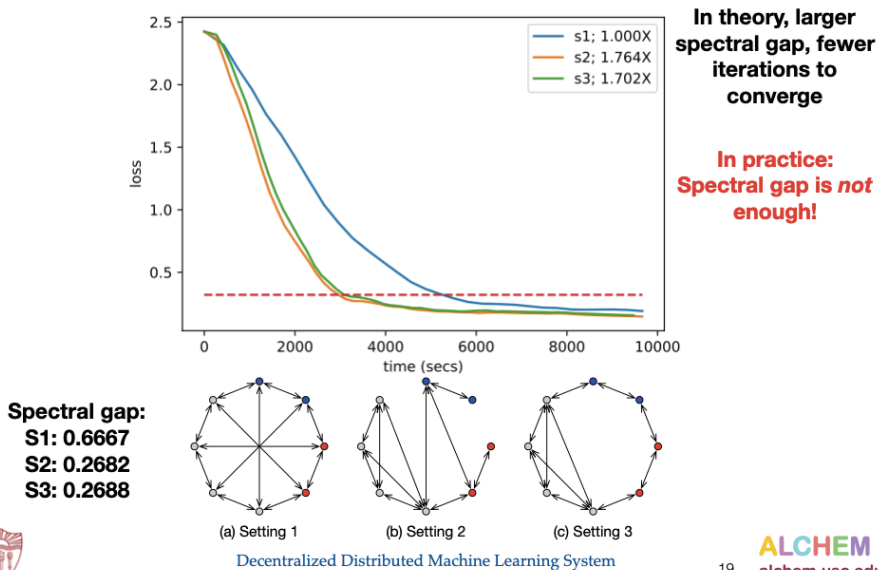 2.5
2.0
1.5
1.0
0.5
loss
s1; 1.000X
s2; 1.764X
s3; 1.702X
0
2000
4000
6000
8000
10000
time (secs)
In theory, larger
spectral gap, fewer
iterations to
converge
In practice:
Spectral gap is not
enough!
Spectral gap:
S1: 0.6667
S2: 0.2682
S3: 0.2688
(a) Setting 1
(b) Setting 2
(c) Setting 3
Decentralized Distributed Machine Learning System
19
ALCHEM